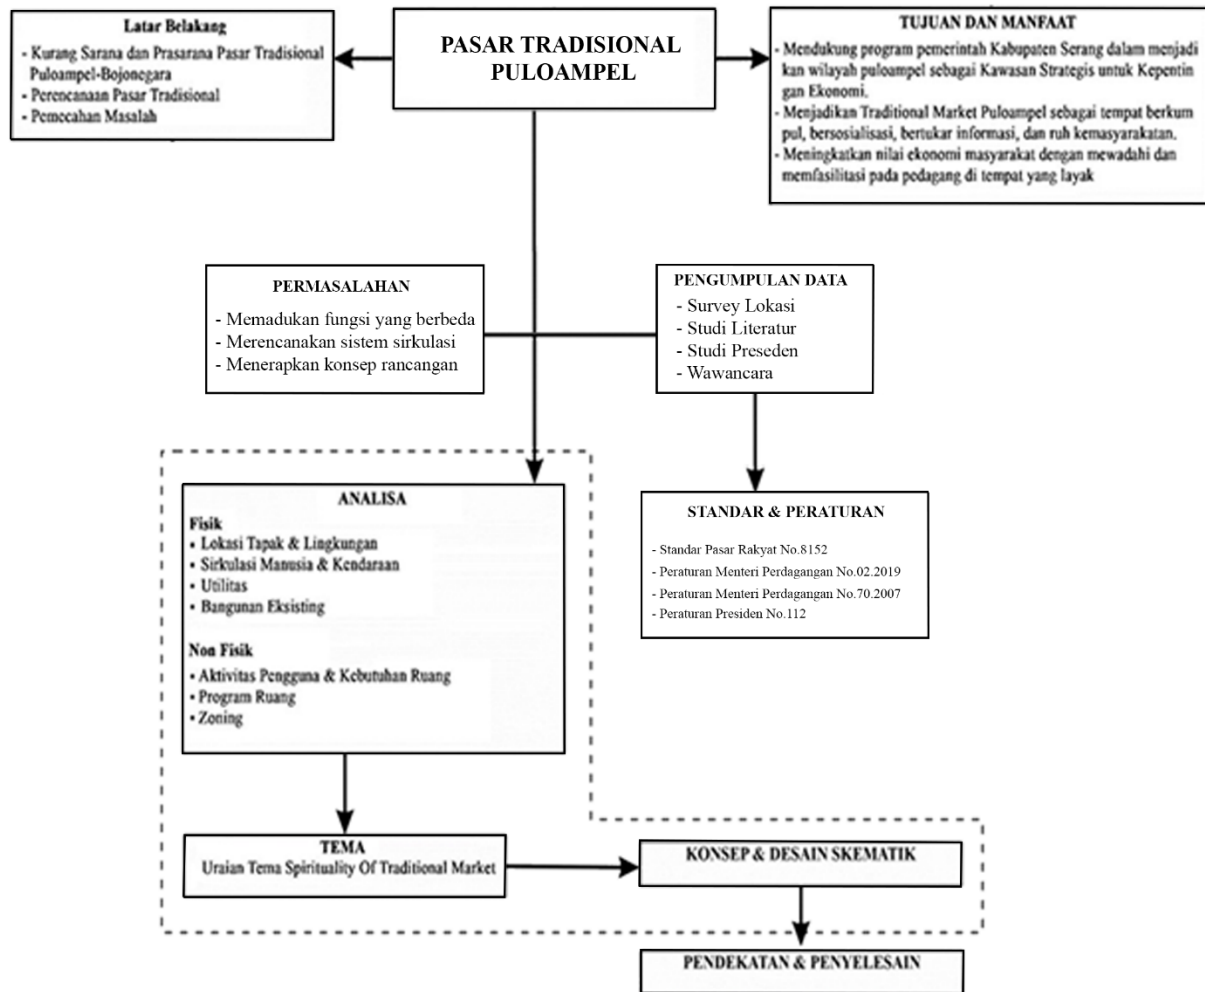 Latar Belakang
- Kurang Sarana dan Prasarana Pasar Tradisional
Puloampel-Bojonegara
- Perencanaan Pasar Tradisional
- Pemecahan Masalah
PASAR TRADISIONAL
PULOAMPEL
TUJUAN DAN MANFAAT
- Mendukung program pemerintah Kabupaten Serang dalam menjadi
kan wilayah puloampel sebagai Kawasan Strategis untuk Kepentin
gan Ekonomi.
- Menjadikan Traditional Market Puloampel sebagai tempat berkum
pul, bersosialisasi, bertukar informasi, dan ruh kemasyarakatan.
- Meningkatkan nilai ekonomi masyarakat dengan mewadahi dan
memfasilitasi pada pedagang di tempat yang layak
PERMASALAHAN
- Memadukan fungsi yang berbeda
- Merencanakan sistem sirkulasi
- Menerapkan konsep rancangan
PENGUMPULAN DATA
- Survey Lokasi
- Studi Literatur
- Studi Preseden
- Wawancara
ANALISA
Fisik
▪ Lokasi Tapak & Lingkungan
▪ Sirkulasi Manusia & Kendaraan
▪ Utilitas
▪ Bangunan Eksisting
Non Fisik
▪ Aktivitas Pengguna & Kebutuhan Ruang
▪ Program Ruang
▪ Zoning
STANDAR & PERATURAN
- Standar Pasar Rakyat No.8152
- Peraturan Menteri Perdagangan No.02.2019
- Peraturan Menteri Perdagangan No.70.2007
- Peraturan Presiden No.112
TEMA
Uraian Tema Spirituality Of Traditional Market
KONSEP & DESAIN SKEMATIK
PENDEKATAN & PENYELESAIN